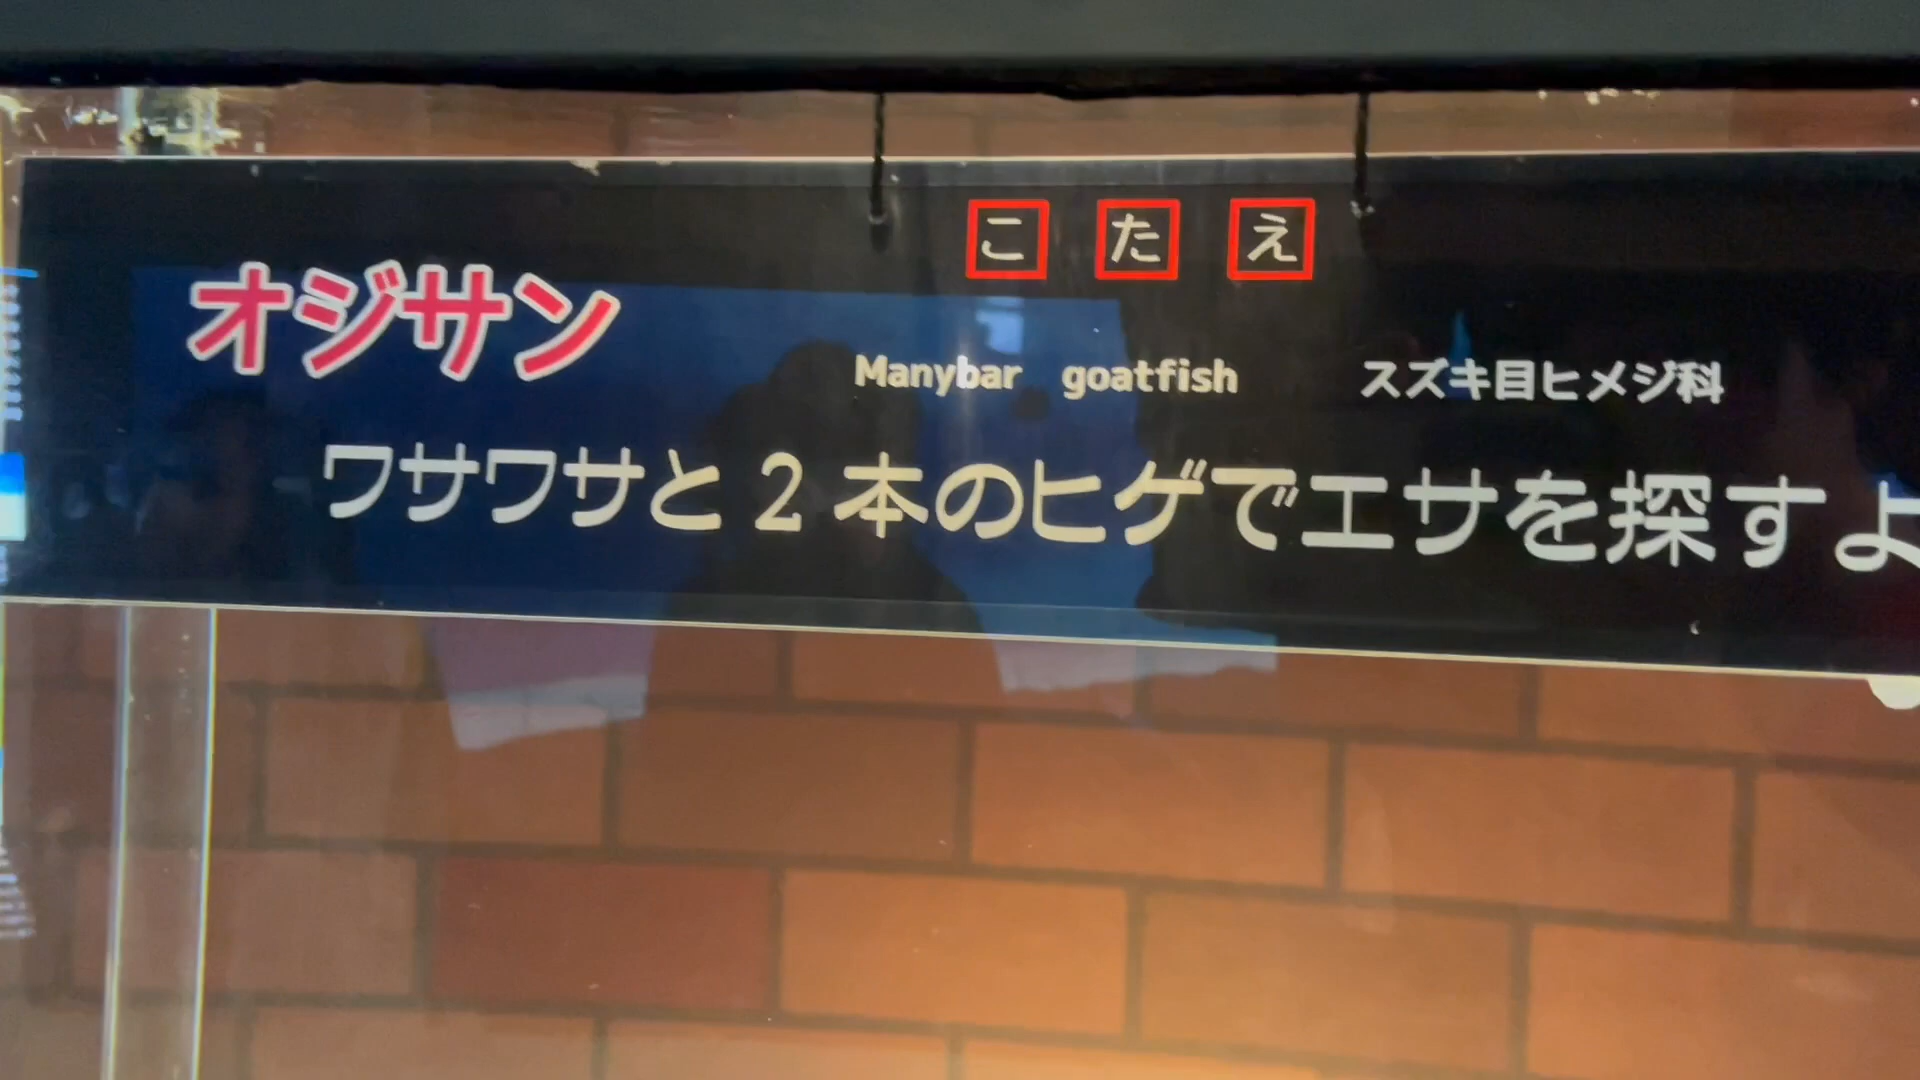 こたえ
オジサン Manybar goatfish スズキ目ヒメジ科
ワサワサと2本のヒゲでエサを探すよ